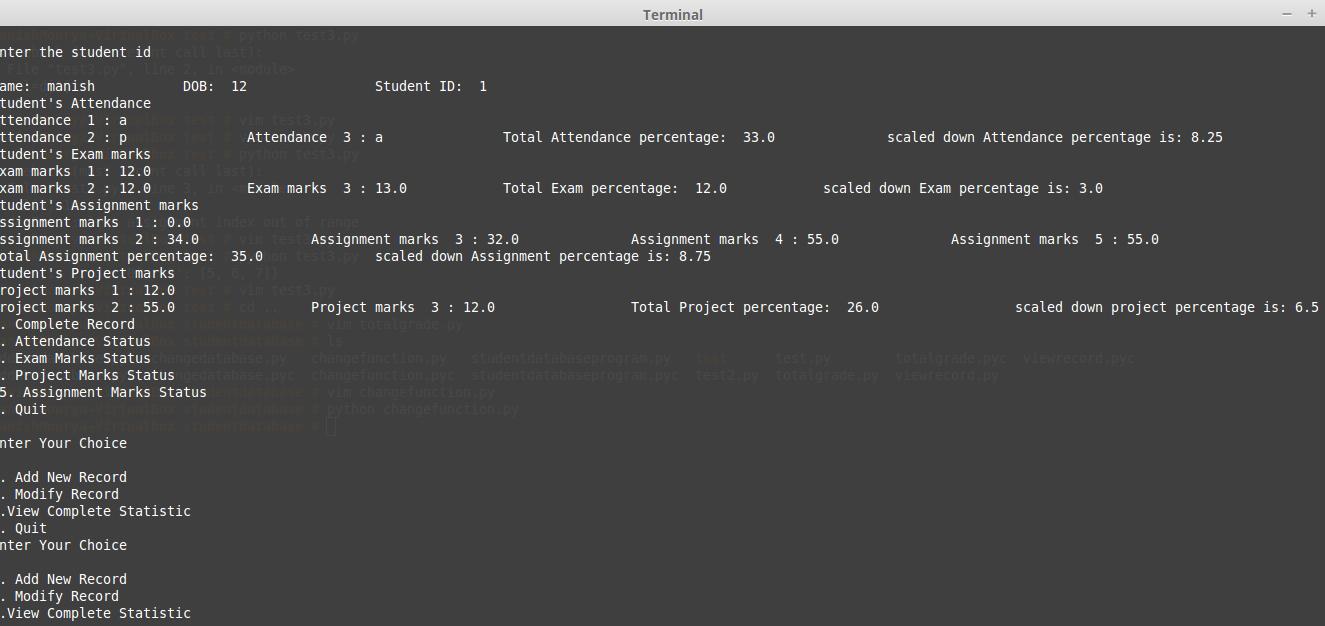 Terminal
nter the student id
ame: manish DOB: 12 Student ID: 1
tudent's Attendance
ttendance 1 : a
ttendance 2 : p Attendance 3 : a Total Attendance percentage: 33.0 scaled down Attendance percentage is: 8.25
tudent's Exam marks
xam marks 1 : 12.0
xam marks 2 : 12.0 Exam marks 3 : 13.0 Total Exam percentage: 12.0 scaled down Exam percentage is: 3.0
tudent's Assignment marks
ssignment marks 1 : 0.0
ssignment marks 2 : 34.0 Assignment marks 3 : 32.0 Assignment marks 4 : 55.0 Assignment marks 5 : 55.0
otal Assignment percentage: 35.0 scaled down Assignment percentage is: 8.75
tudent's Project marks
roject marks 1 : 12.0
roject marks 2 : 55.0 Project marks 3 : 12.0 Total Project percentage: 26.0 scaled down project percentage is: 6.5
. Complete Record
. Attendance Status
. Exam Marks Status
. Project Marks Status
5. Assignment Marks Status
. Quit
nter Your Choice
. Add New Record
. Modify Record
.View Complete Statistic
. Quit
nter Your Choice
. Add New Record
. Modify Record
.View Complete Statistic